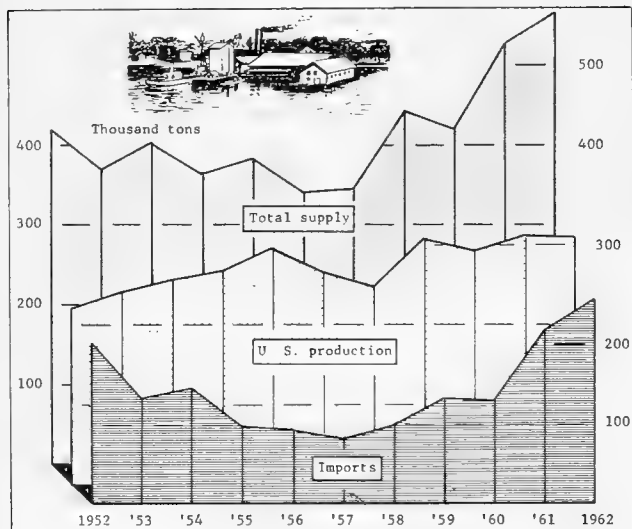 500
Thousand tons
400
400
300
Total supply
300
200
U S. production
200
100
100
Imports
1952 '53 '54 '55 '56 '57 '58 '59 '60 '61 1962